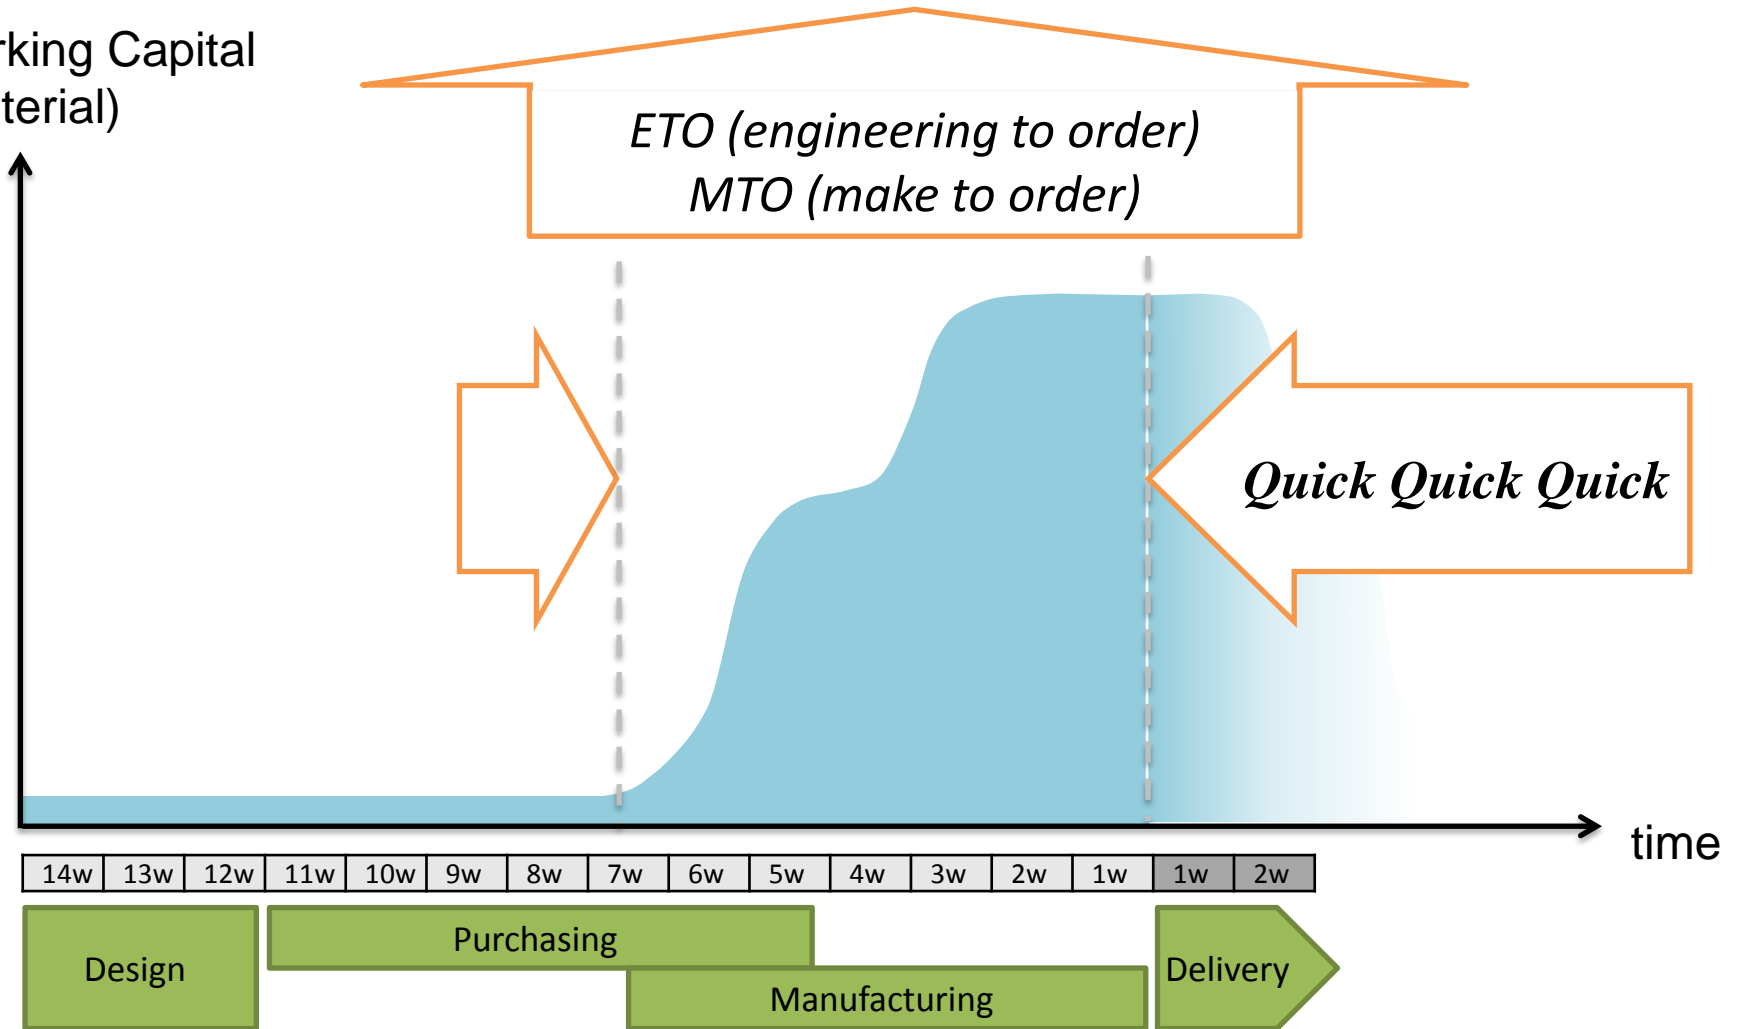 rking Capital
terial)
ETO (engineering to order)
MTO (make to order)
Quick Quick Quick
time
14w 13w 12w 11w 10w 9w 8w 7w 6w 5w 4w 3w 2w 1w 1w 2w
Purchasing
Design
Delivery
Manufacturing